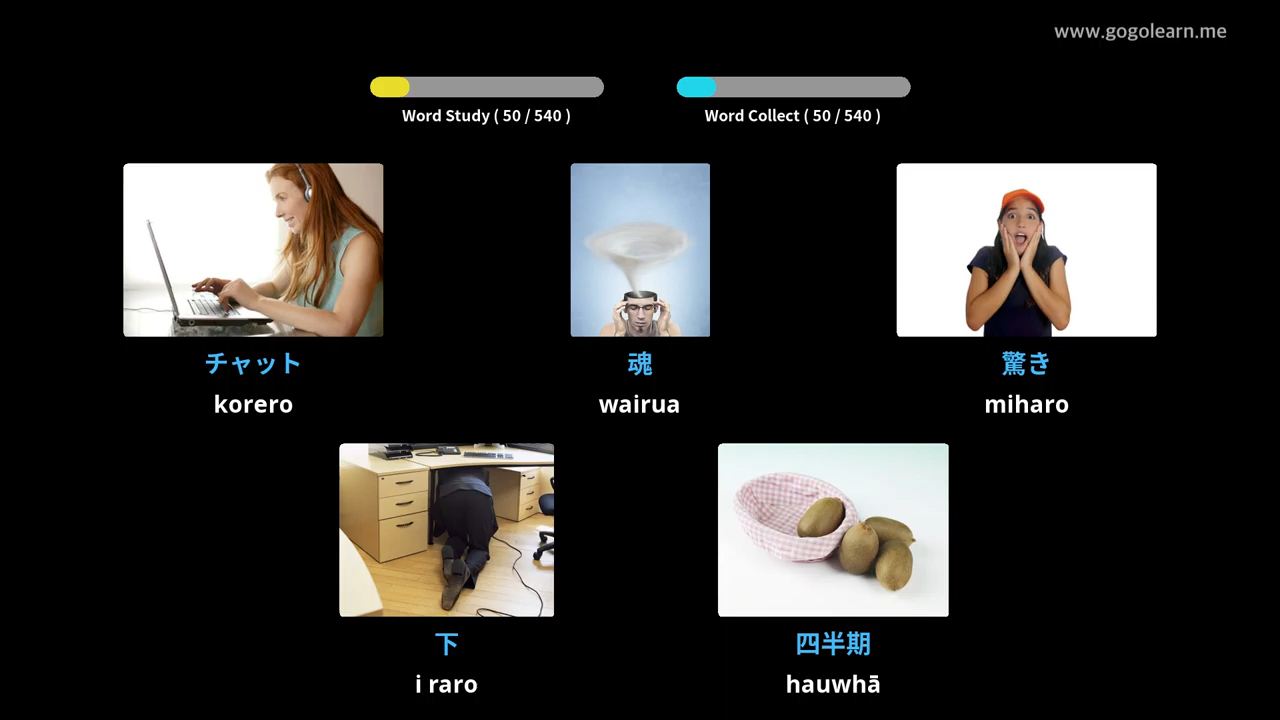 www.gogolearn.me
Word Study ( 50 / 540 )
Word Collect ( 50 / 540 )
チャット
korero
魂
wairua
驚き
miharo
下
i raro
四半期
hauwhā